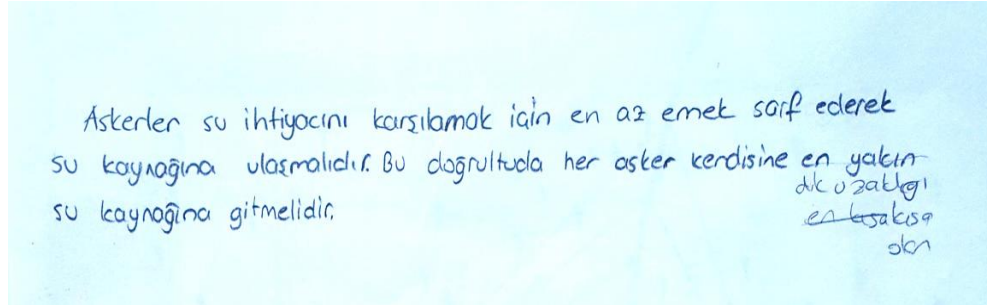 Askerler su ihtiyacını karşılamak için en az emek sarf ederek
su kaynağına ulaşmalıdır. Bu doğrultuda her asker kendisine en yakın
dik uzaklığı
su kaynağına gitmelidir.
en kısa kısa
olan